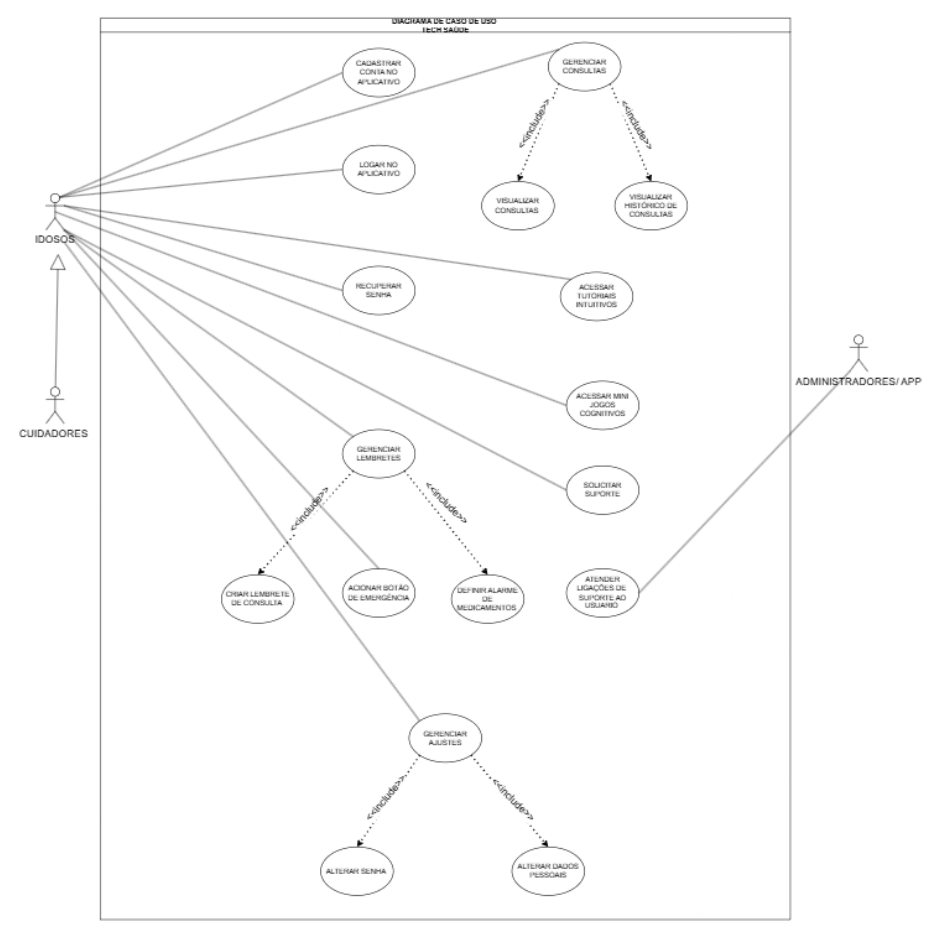 DIAGRAMA DE CASO DE USO
TECH SAÚDE
CADASTRAR
CONTA NO
APLICATIVO
GERENCIAR
CONSULTAS
<<include>>
<<include>>
LOGAR NO
APLICATIVO
VISUALIZAR
CONSULTAS
VISUALIZAR
HISTÓRICO DE
CONSULTAS
IDOSOS
RECUPERAR
SENHA
ACESSAR
TUTORIAIS
INTUITIVOS
ADMINISTRADORES/ APP
ACESSAR MINI
JOGOS
COGNITIVOS
CUIDADORES
GERENCIAR
LEMBRETES
<<include>>
<<include>>
SOLICITAR
SUPORTE
CRIAR LEMBRETE
DE CONSULTA
ACIONAR BOTÃO
DE EMERGÊNCIA
DEFINIR ALARME
DE
MEDICAMENTOS
ATENDER
LIGAÇÕES DE
SUPORTE AO
USUARIO
GERENCIAR
AJUSTES
<<include>>
<<include>>
ALTERAR SENHA
ALTERAR DADOS
PESSOAIS